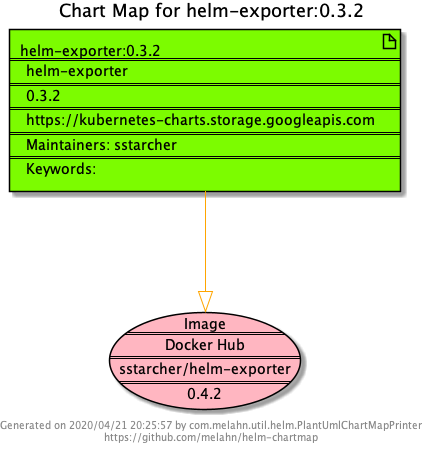 Chart Map for helm-exporter:0.3.2
helm-exporter:0.3.2
helm-exporter
0.3.2
https://kubernetes-charts.storage.googleapis.com
Maintainers: sstarcher
Keywords:
Image
Docker Hub
sstarcher/helm-exporter
0.4.2
Generated on 2020/04/21 20:25:57 by com.melahn.util.helm.PlantUmlChartMapPrinter
https://github.com/melahn/helm-chartmap